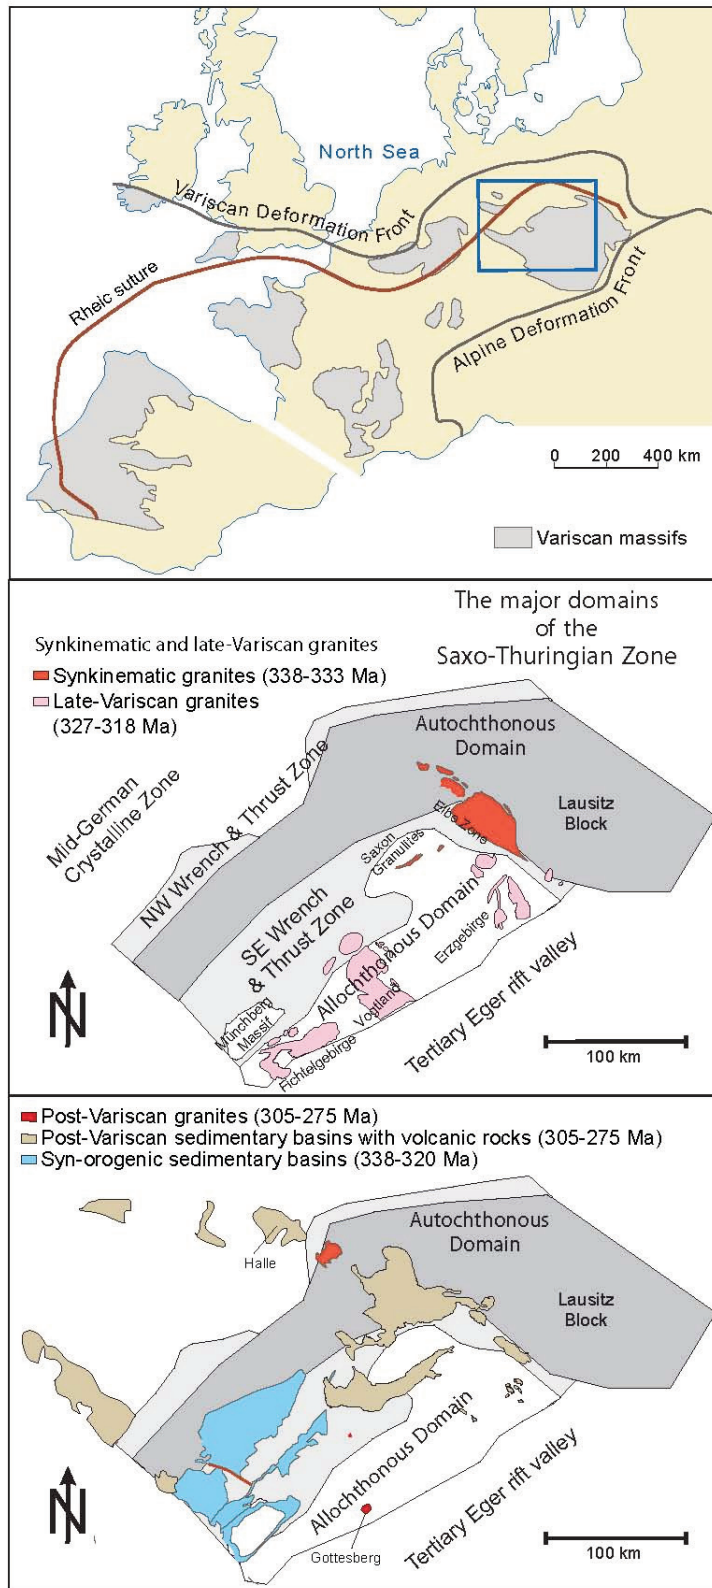 North Sea
Variscan Deformation Front
Rheic suture
Alpine Deformation Front
0 200 400 km
Variscan massifs
The major domains
of the
Saxo-Thuringian Zone
Synkinematic and late-Variscan granites
Synkinematic granites (338-333 Ma)
Late-Variscan granites
(327-318 Ma)
Autochthonous
Domain
Lausitz
Block
Mid-German
Crystalline Zone
NW Wrench & Thrust Zone
Elbe Zone
Saxon
Granulites
SE Wrench
& Thrust Zone
Allochthonous Domain
Erzgebirge
Vogtland
Münchberg
Massif
Fichtelgebirge
Tertiary Eger rift valley
N
100 km
Post-Variscan granites (305-275 Ma)
Post-Variscan sedimentary basins with volcanic rocks (305-275 Ma)
Syn-orogenic sedimentary basins (338-320 Ma)
Autochthonous
Domain
Halle
Lausitz
Block
Allochthonous Domain
Tertiary Eger rift valley
N
Gottesberg
100 km